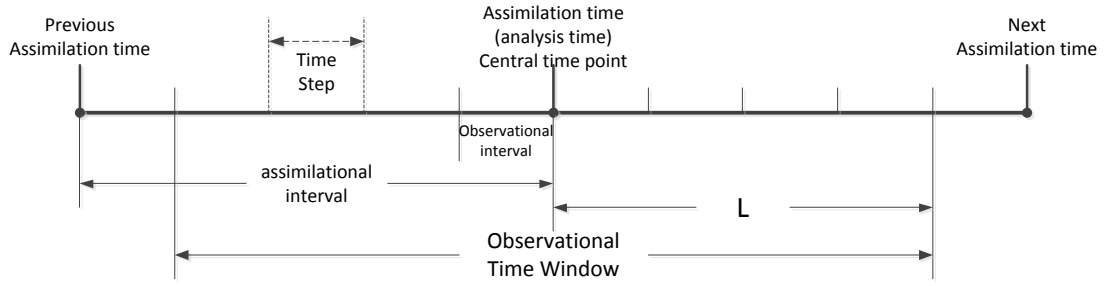 Previous
Assimilation time
Time
Step
Assimilation time
(analysis time)
Central time point
Next
Assimilation time
Observational
interval
assimilational
interval
L
Observational
Time Window